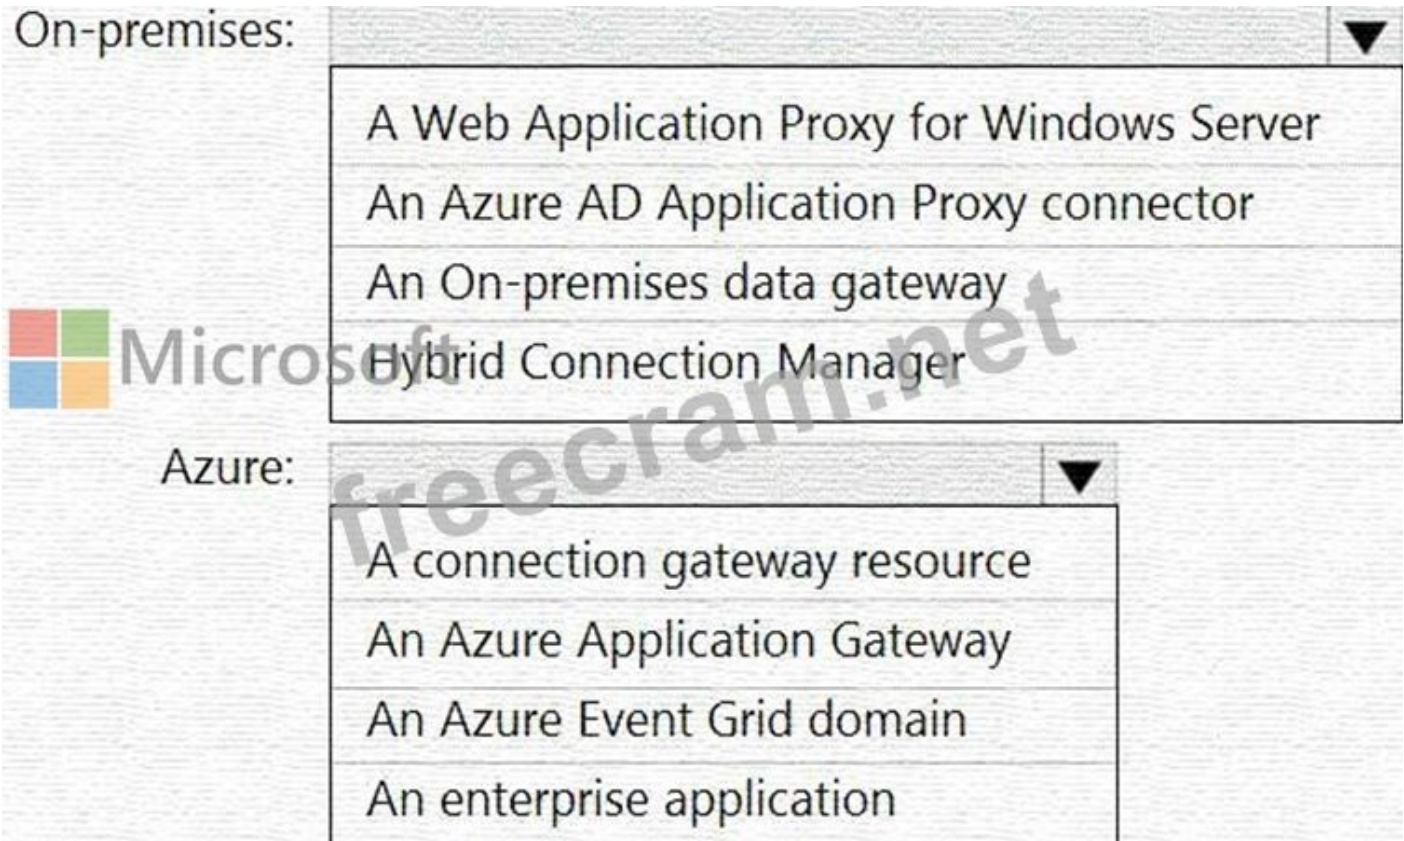 On-premises:
A Web Application Proxy for Windows Server
An Azure AD Application Proxy connector
An On-premises data gateway
Hybrid Connection Manager
Microsoft
freecram.net
Azure:
A connection gateway resource
An Azure Application Gateway
An Azure Event Grid domain
An enterprise application